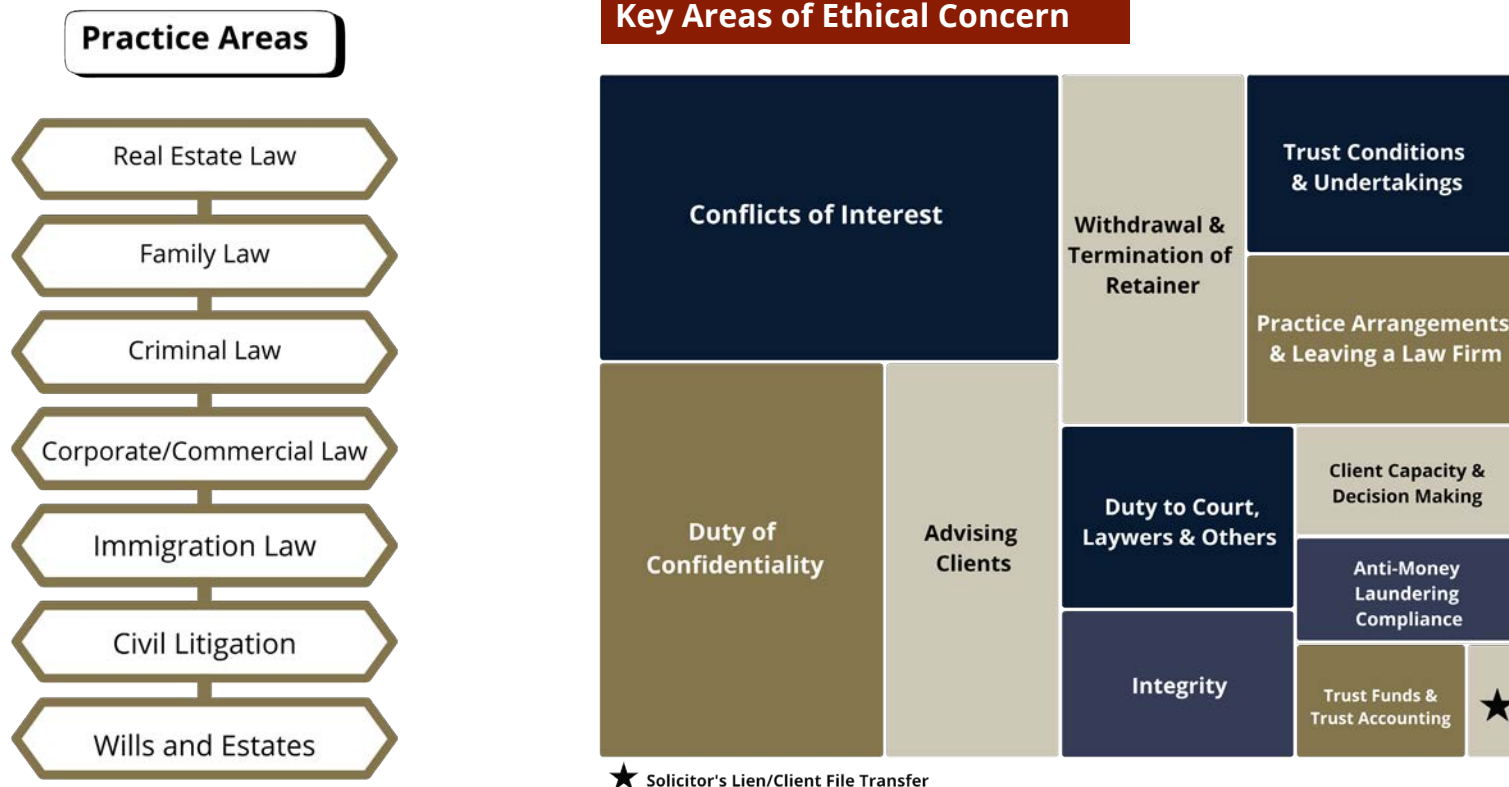 Practice Areas
Real Estate Law
Family Law
Criminal Law
Corporate/Commercial Law
Immigration Law
Civil Litigation
Wills and Estates
Key Areas of Ethical Concern
Conflicts of Interest
Withdrawal &
Termination of
Retainer
Trust Conditions
& Undertakings
Practice Arrangements
& Leaving a Law Firm
Duty of
Confidentiality
Advising
Clients
Duty to Court,
Laywers & Others
Client Capacity &
Decision Making
Anti-Money
Laundering
Compliance
Integrity
Trust Funds &
Trust Accounting
★
★ Solicitor's Lien/Client File Transfer